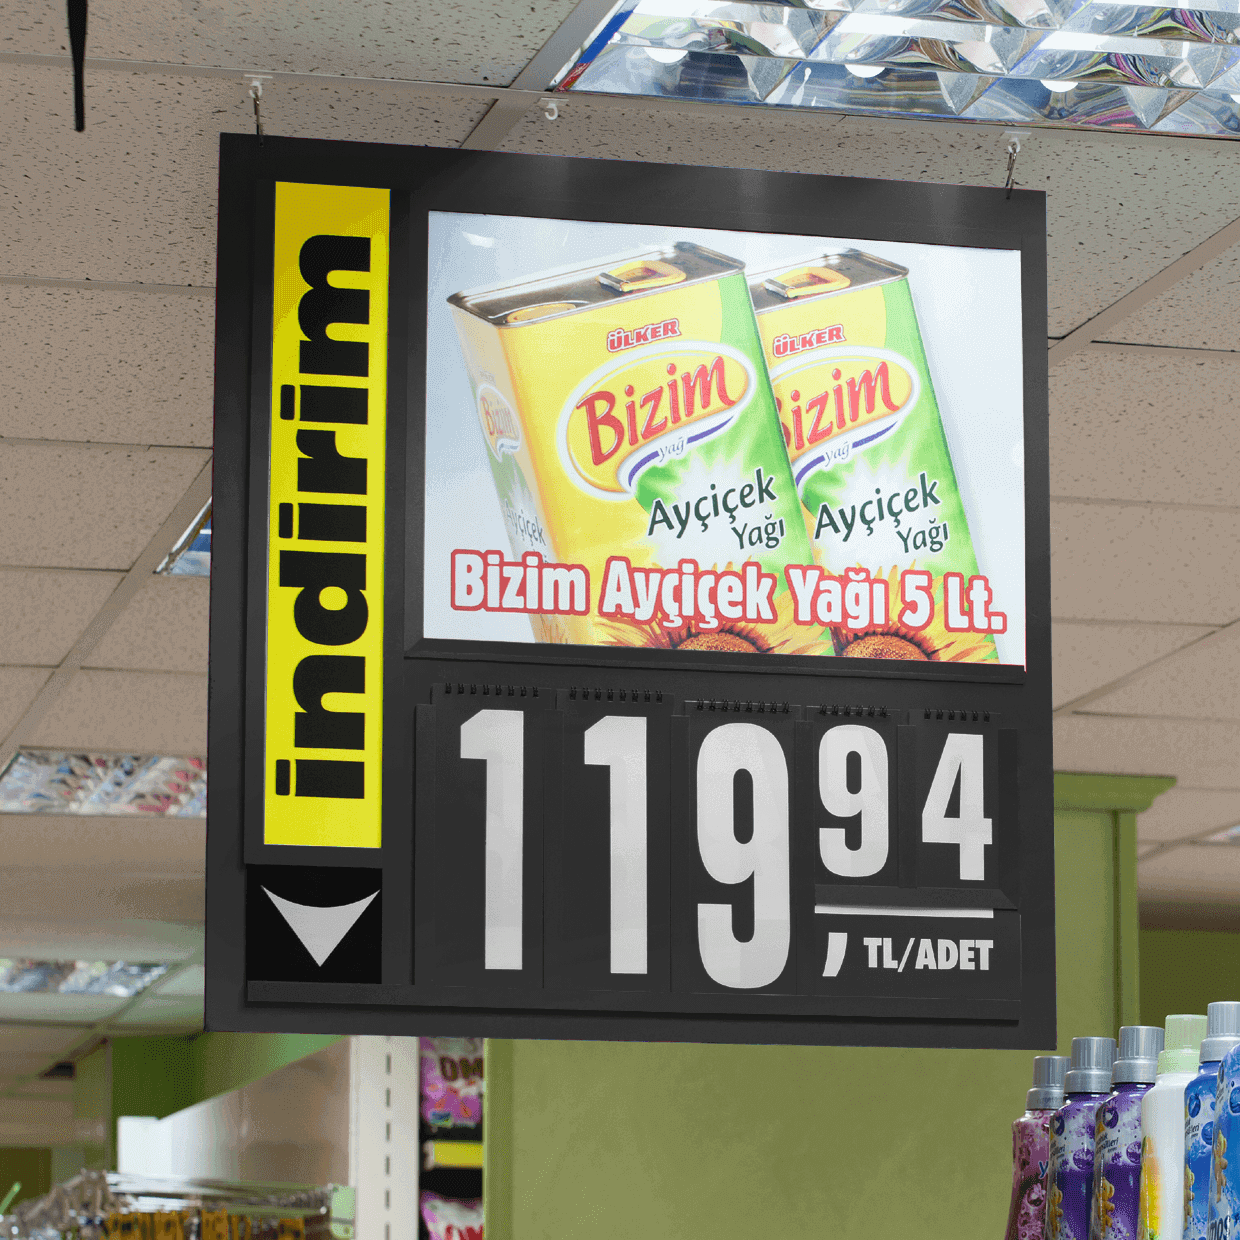 indirim
ÜLKER
Bizim
yağ
Ayçiçek
Yağı
ÜLKER
Bizim
yağ
Ayçiçek
Yağı
Bizim
Bizim Ayçiçek Yağı 5 Lt.
119,94
TL/ADET